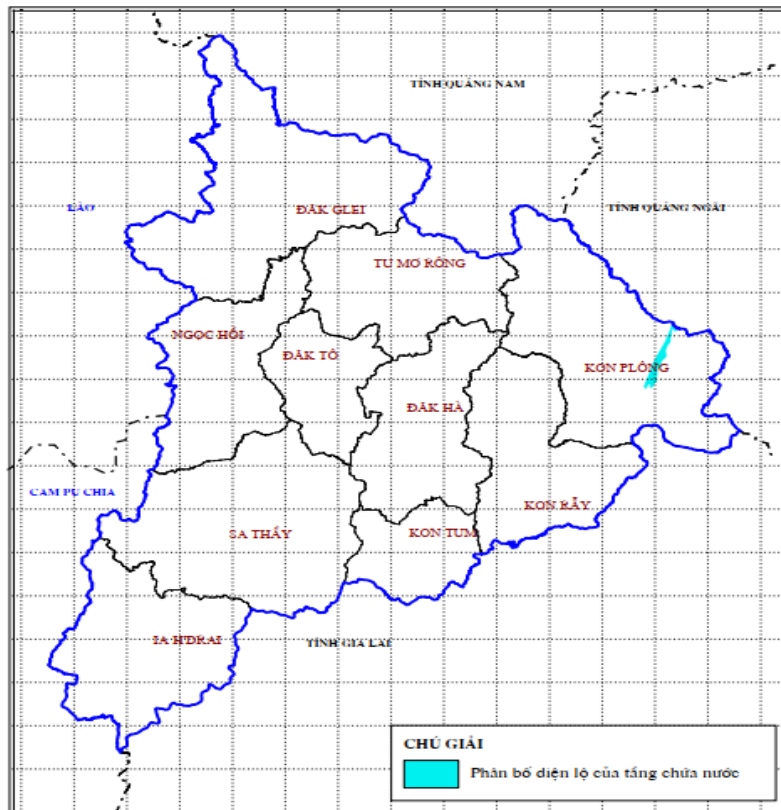 TỈNH QUẢNG NAM
LÀO
ĐĂK GLEI
TỈNH QUẢNG NGÃI
TU MƠ RÔNG
NGỌC HỒI
ĐĂK TÔ
KON PLÔNG
ĐĂK HÀ
CAM PU CHIA
SA THẦY
KON TUM
KON RẪY
IA H'DRAI
TỈNH GIA LAI
CHÚ GIẢI
Phân bố diện lộ của tầng chứa nước